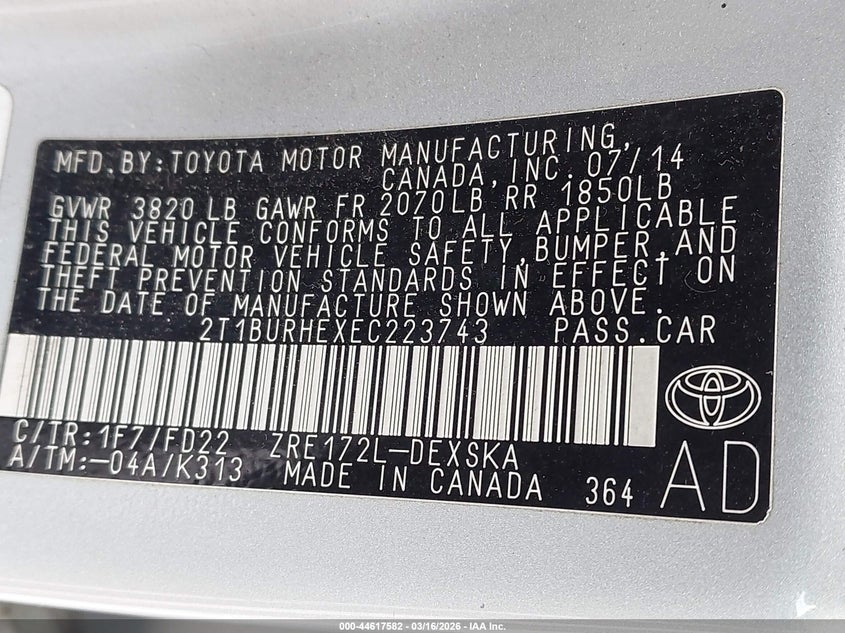 MFD.BY:TOYOTA MOTOR MANUFACTURING,
CANADA,INC. 07/14
GVWR 3820 LB GAWR FR 2070LB RR 1850LB
THIS VEHICLE CONFORMS TO ALL APPLICABLE
FEDERAL MOTOR VEHICLE SAFETY,BUMPER,AND
THEFT PREVENTION STANDARDS IN EFFECT ON
THE DATE OF MANUFACTURE SHOWN ABOVE.
2T1BURHEXEC223743 PASS.CAR
C/TR:1F7/FD22 ZRE172L-DEXSKA
A/TM:-04A/K313 MADE IN CANADA 364 AD
000-44617582 - 03/16/2026 - IAA Inc.